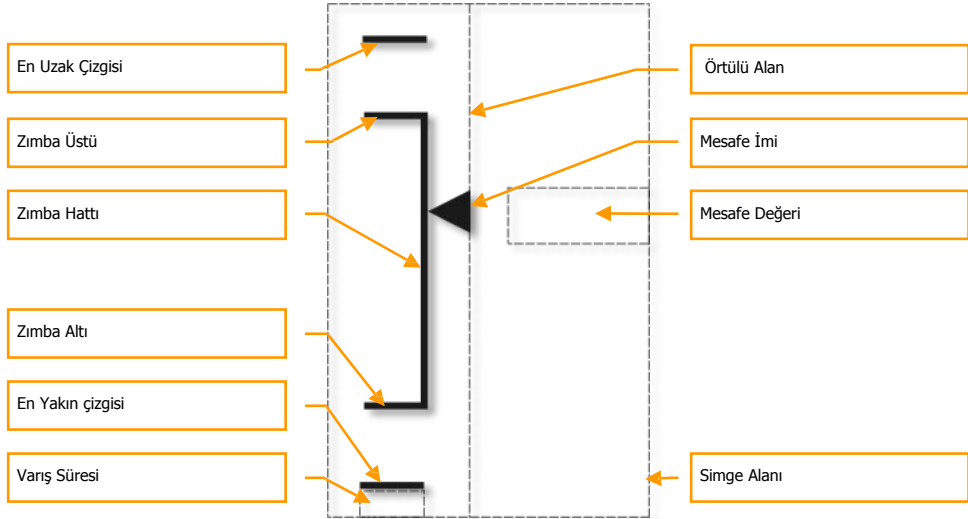 En Uzak Çizgisi
Zımba Üstü
Zımba Hattı
Zımba Altı
En Yakın çizgisi
Varış Süresi
Örtülü Alan
Mesafe İmi
Mesafe Değeri
Simge Alanı